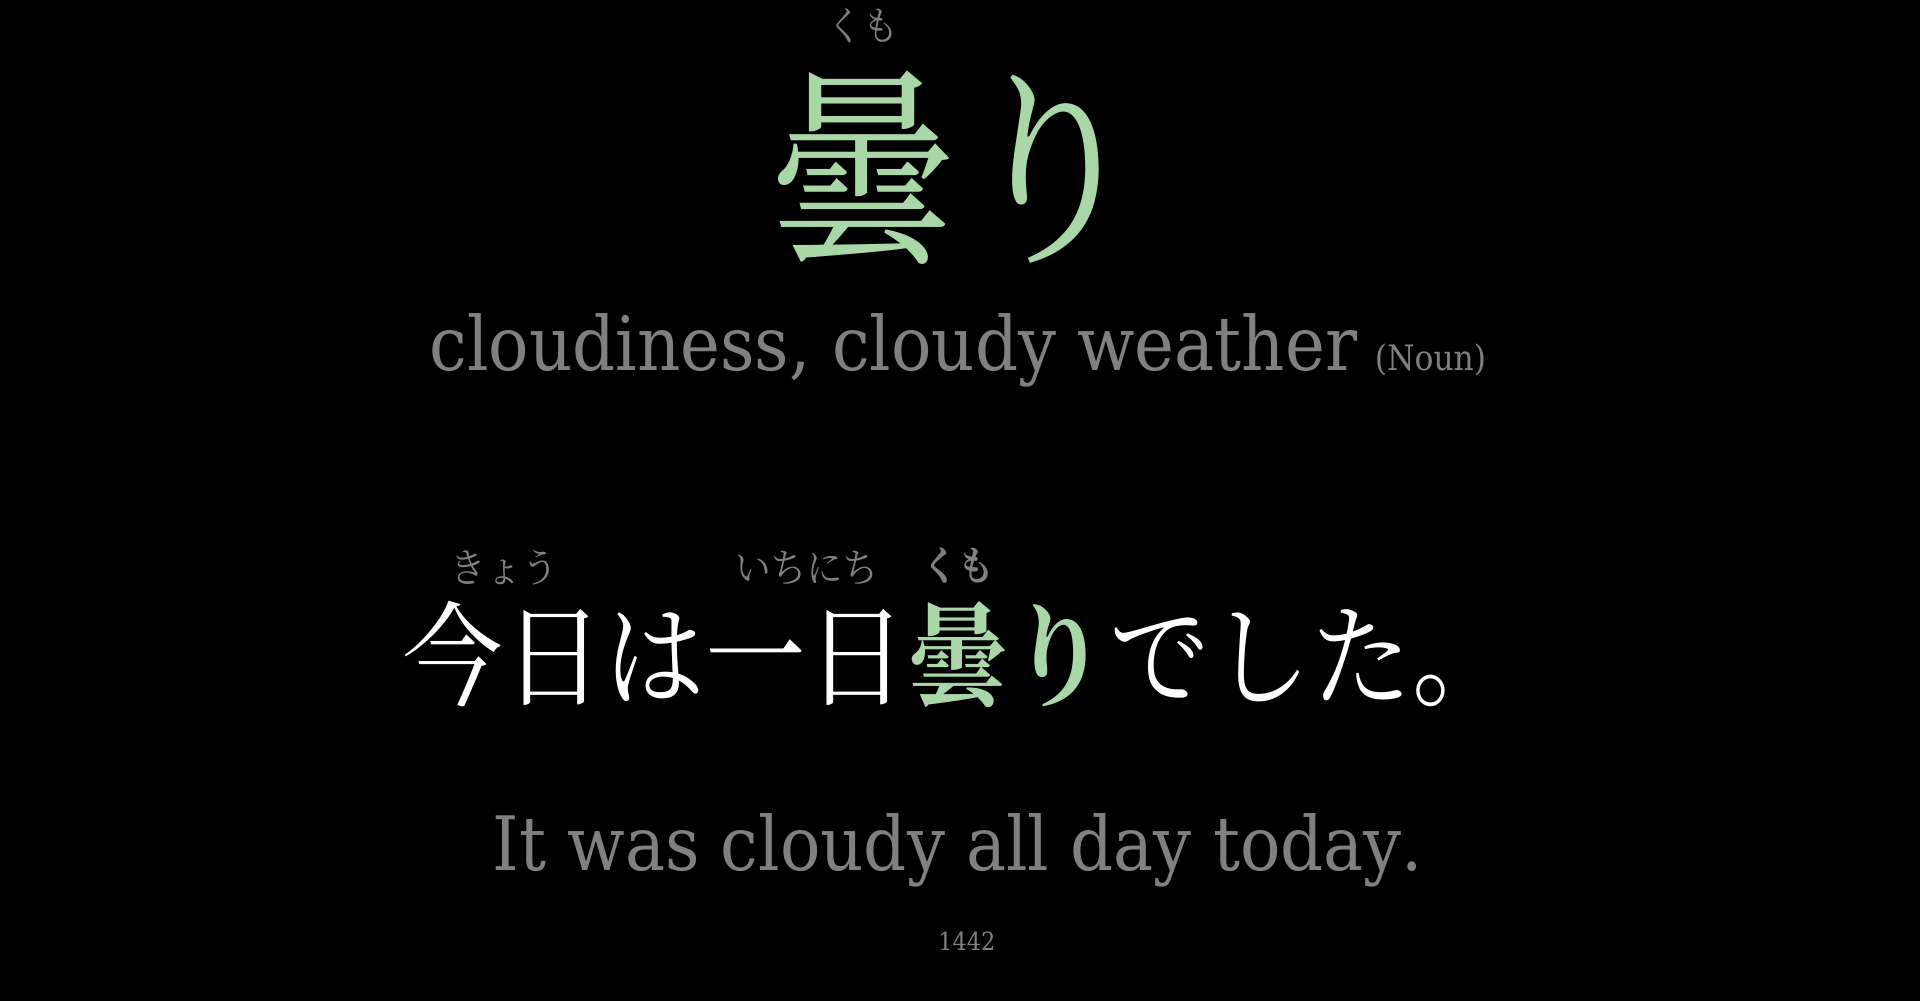 くも
曇り
cloudiness, cloudy weather (Noun)
きょう いちにち くも
今日は一日曇りでした。
It was cloudy all day today.
1442